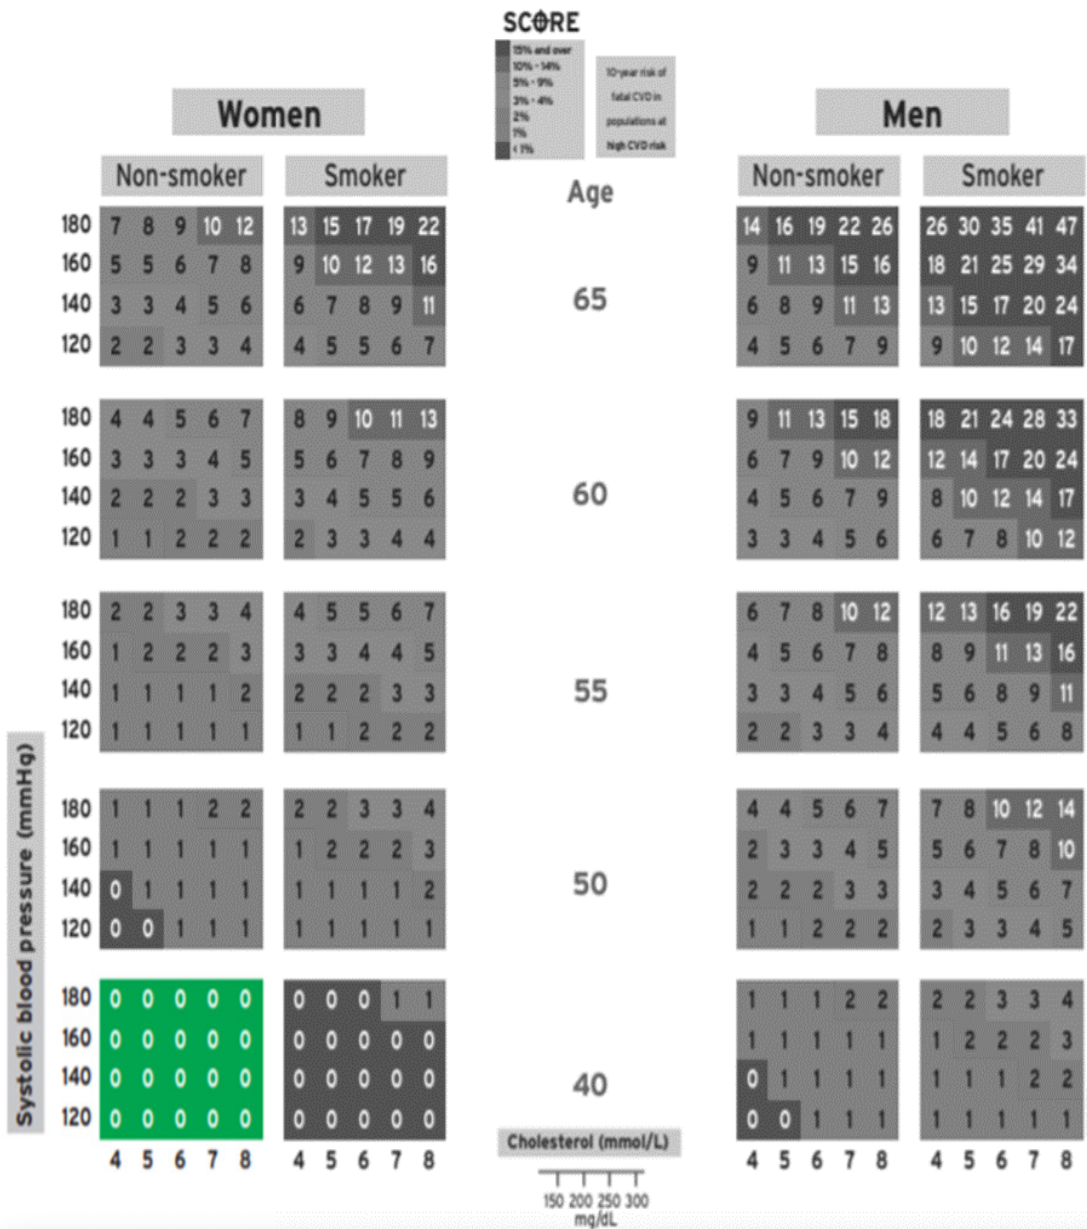 SCORE
15% and over
10% - 14%
5% - 9%
3% - 4%
2%
1%
< 1%
10-year risk of
fatal CVD in
populations at
high CVD risk
Women
Men
Non-smoker Smoker Age Non-smoker Smoker
180 7 8 9 10 12 13 15 17 19 22 14 16 19 22 26 26 30 35 41 47
160 5 5 6 7 8 9 10 12 13 16 9 11 13 15 16 18 21 25 29 34
65
140 3 3 4 5 6 6 7 8 9 11 6 8 9 11 13 13 15 17 20 24
120 2 2 3 3 4 4 5 5 6 7 4 5 6 7 9 9 10 12 14 17
180 4 4 5 6 7 8 9 10 11 13 9 11 13 15 18 18 21 24 28 33
160 3 3 3 4 5 5 6 7 8 9 6 7 9 10 12 12 14 17 20 24
60
140 2 2 2 3 3 3 4 5 5 6 4 5 6 7 9 8 10 12 14 17
120 1 1 2 2 2 2 3 3 4 4 3 3 4 5 6 6 7 8 10 12
180 2 2 3 3 4 4 5 5 6 7 6 7 8 10 12 12 13 16 19 22
160 1 2 2 2 3 3 3 4 4 5 4 5 6 7 8 8 9 11 13 16
55
140 1 1 1 1 2 2 2 2 3 3 3 3 4 5 6 5 6 8 9 11
120 1 1 1 1 1 1 1 2 2 2 2 2 3 3 4 4 4 5 6 8
180 1 1 1 2 2 2 2 3 3 4 4 4 5 6 7 7 8 10 12 14
160 1 1 1 1 1 1 2 2 2 3 2 3 3 4 5 5 6 7 8 10
50
140 0 1 1 1 1 1 1 1 1 2 2 2 2 3 3 3 4 5 6 7
120 0 0 1 1 1 1 1 1 1 1 1 1 2 2 2 2 3 3 4 5
180 0 0 0 0 0 0 0 0 1 1 1 1 1 2 2 2 2 3 3 4
160 0 0 0 0 0 0 0 0 0 0 1 1 1 1 1 1 2 2 2 3
40
140 0 0 0 0 0 0 0 0 0 0 0 1 1 1 1 1 1 1 2 2
120 0 0 0 0 0 0 0 0 0 0 0 0 1 1 1 1 1 1 1 1
Systolic blood pressure (mmHg)
Cholesterol (mmol/L)
4 5 6 7 8 4 5 6 7 8 4 5 6 7 8 4 5 6 7 8
150 200 250 300
mg/dL